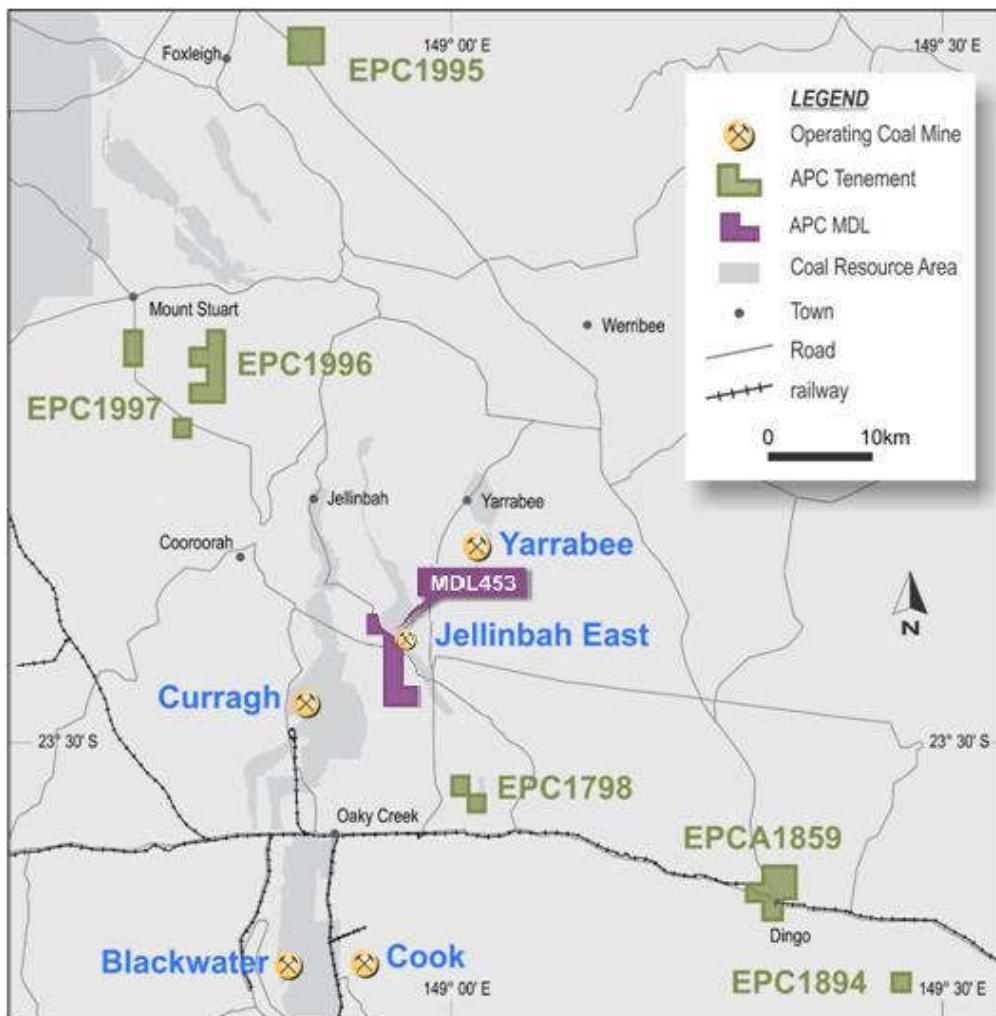 149° 00' E
149° 30' E
Foxleigh
EPC1995
LEGEND
Operating Coal Mine
APC Tenement
APC MDL
Coal Resource Area
Town
Road
railway
0 10km
Mount Stuart
Werribee
EPC1996
EPC1997
Jellinbah
Yarrabee
Cooroorah
Yarrabee
MDL453
N
Jellinbah East
Curragh
23° 30' S
23° 30' S
EPC1798
Oaky Creek
EPCA1859
Dingo
Blackwater
Cook
EPC1894
149° 00' E
149° 30' E